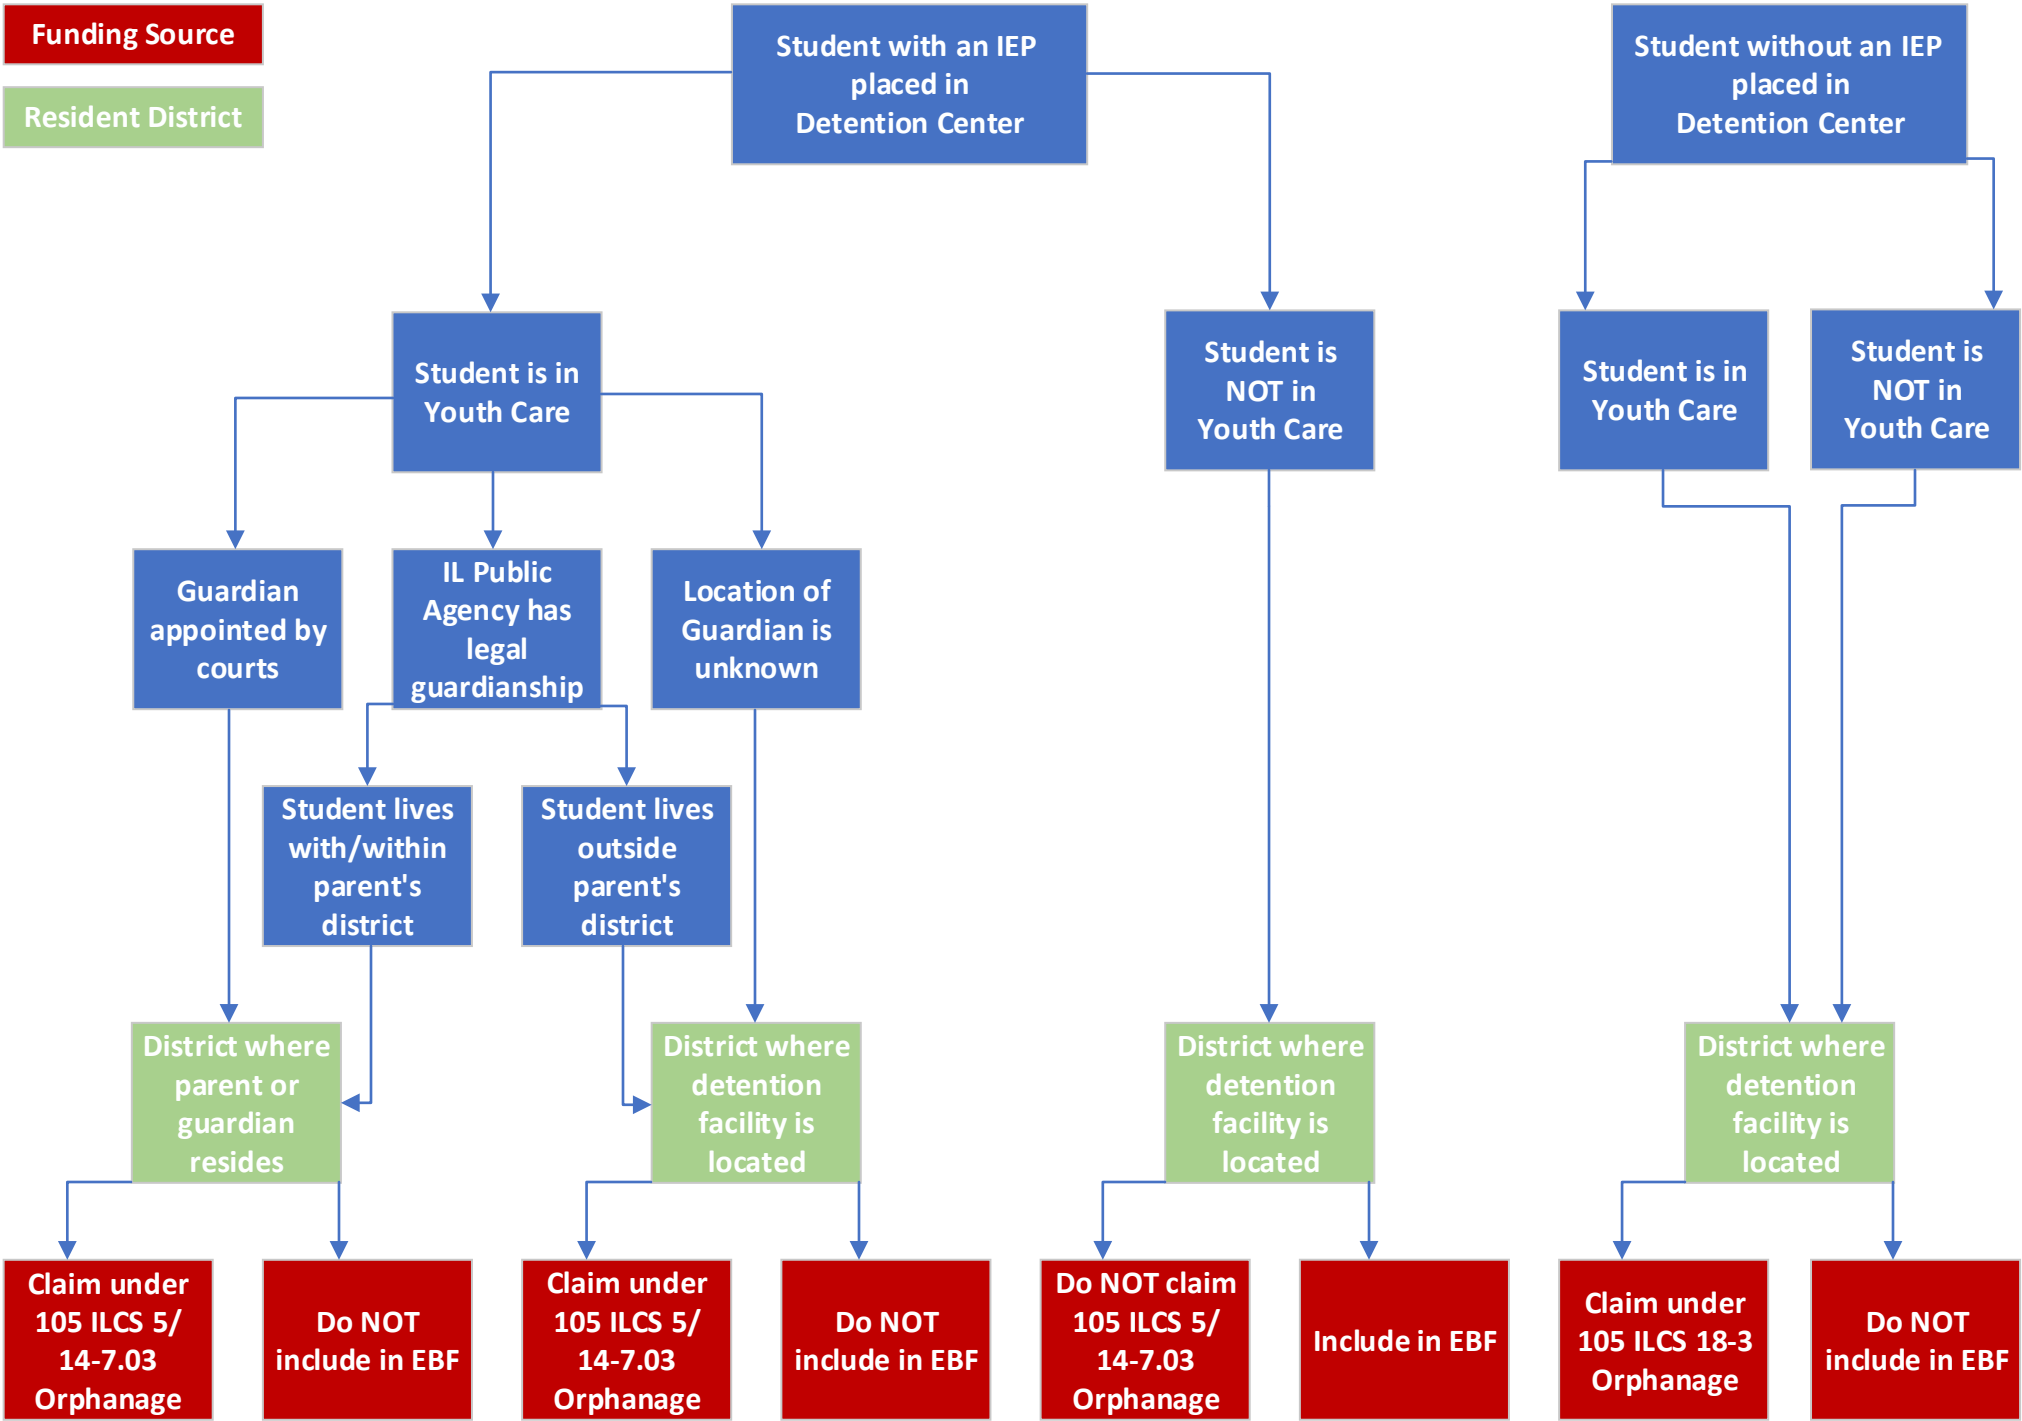 Funding Source
Resident District
Student with an IEP
placed in
Detention Center
Student without an IEP
placed in
Detention Center
Student is in
Youth Care
Student is
NOT in
Youth Care
Student is in
Youth Care
Student is
NOT in
Youth Care
Guardian
appointed by
courts
IL Public
Agency has
legal
guardianship
Location of
Guardian is
unknown
Student lives
with/within
parent's
district
Student lives
outside
parent's
district
District where
parent or
guardian
resides
District where
detention
facility is
located
District where
detention
facility is
located
District where
detention
facility is
located
Claim under
105 ILCS 5/
14-7.03
Orphanage
Do NOT
include in EBF
Claim under
105 ILCS 5/
14-7.03
Orphanage
Do NOT
include in EBF
Do NOT claim
105 ILCS 5/
14-7.03
Orphanage
Include in EBF
Claim under
105 ILCS 18-3
Orphanage
Do NOT
include in EBF